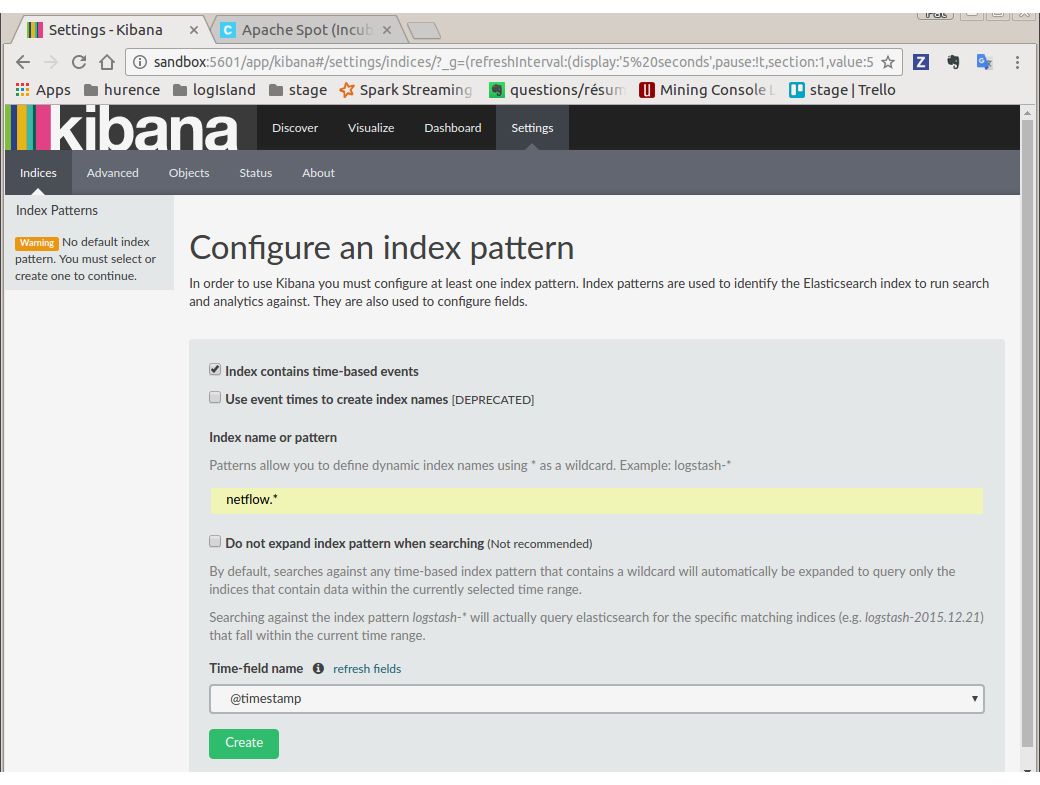 Pat
Settings - Kibana × Apache Spot (Incub ×
sandbox:5601/app/kibana#/settings/indices/?_g=(refreshInterval:(display:'5%20seconds',pause:!t,section:1,value:5
Apps hurence logIsland stage Spark Streaming questions/résum Mining Console L stage | Trello
kibana Discover Visualize Dashboard Settings
Indices Advanced Objects Status About
Index Patterns
Warning No default index
pattern. You must select or
create one to continue.
Configure an index pattern
In order to use Kibana you must configure at least one index pattern. Index patterns are used to identify the Elasticsearch index to run search
and analytics against. They are also used to configure fields.
Index contains time-based events
Use event times to create index names [DEPRECATED]
Index name or pattern
Patterns allow you to define dynamic index names using * as a wildcard. Example: logstash-*
netflow.*
Do not expand index pattern when searching (Not recommended)
By default, searches against any time-based index pattern that contains a wildcard will automatically be expanded to query only the
indices that contain data within the currently selected time range.
Searching against the index pattern logstash-* will actually query elasticsearch for the specific matching indices (e.g. logstash-2015.12.21)
that fall within the current time range.
Time-field name refresh fields
@timestamp
Create